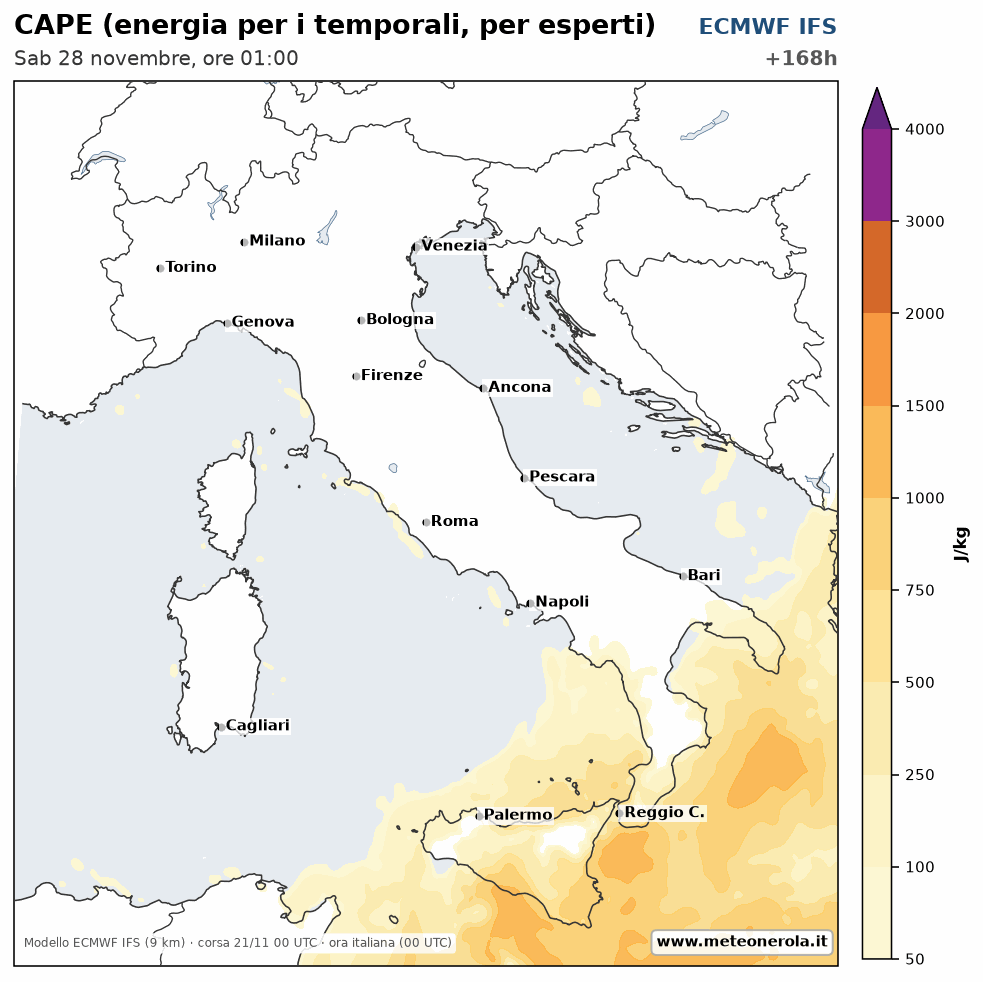 CAPE (energia per i temporali, per esperti)
ECMWF IFS
Sab 28 novembre, ore 01:00
+168h
4000
3000
Milano
Venezia
Torino
2000
Genova
Bologna
Firenze
Ancona
1500
Pescara
1000
Roma
J/kg
Bari
750
Napoli
500
Cagliari
250
Palermo
Reggio C.
100
Modello ECMWF IFS (9 km) · corsa 21/11 00 UTC · ora italiana (00 UTC)
www.meteonerola.it
50